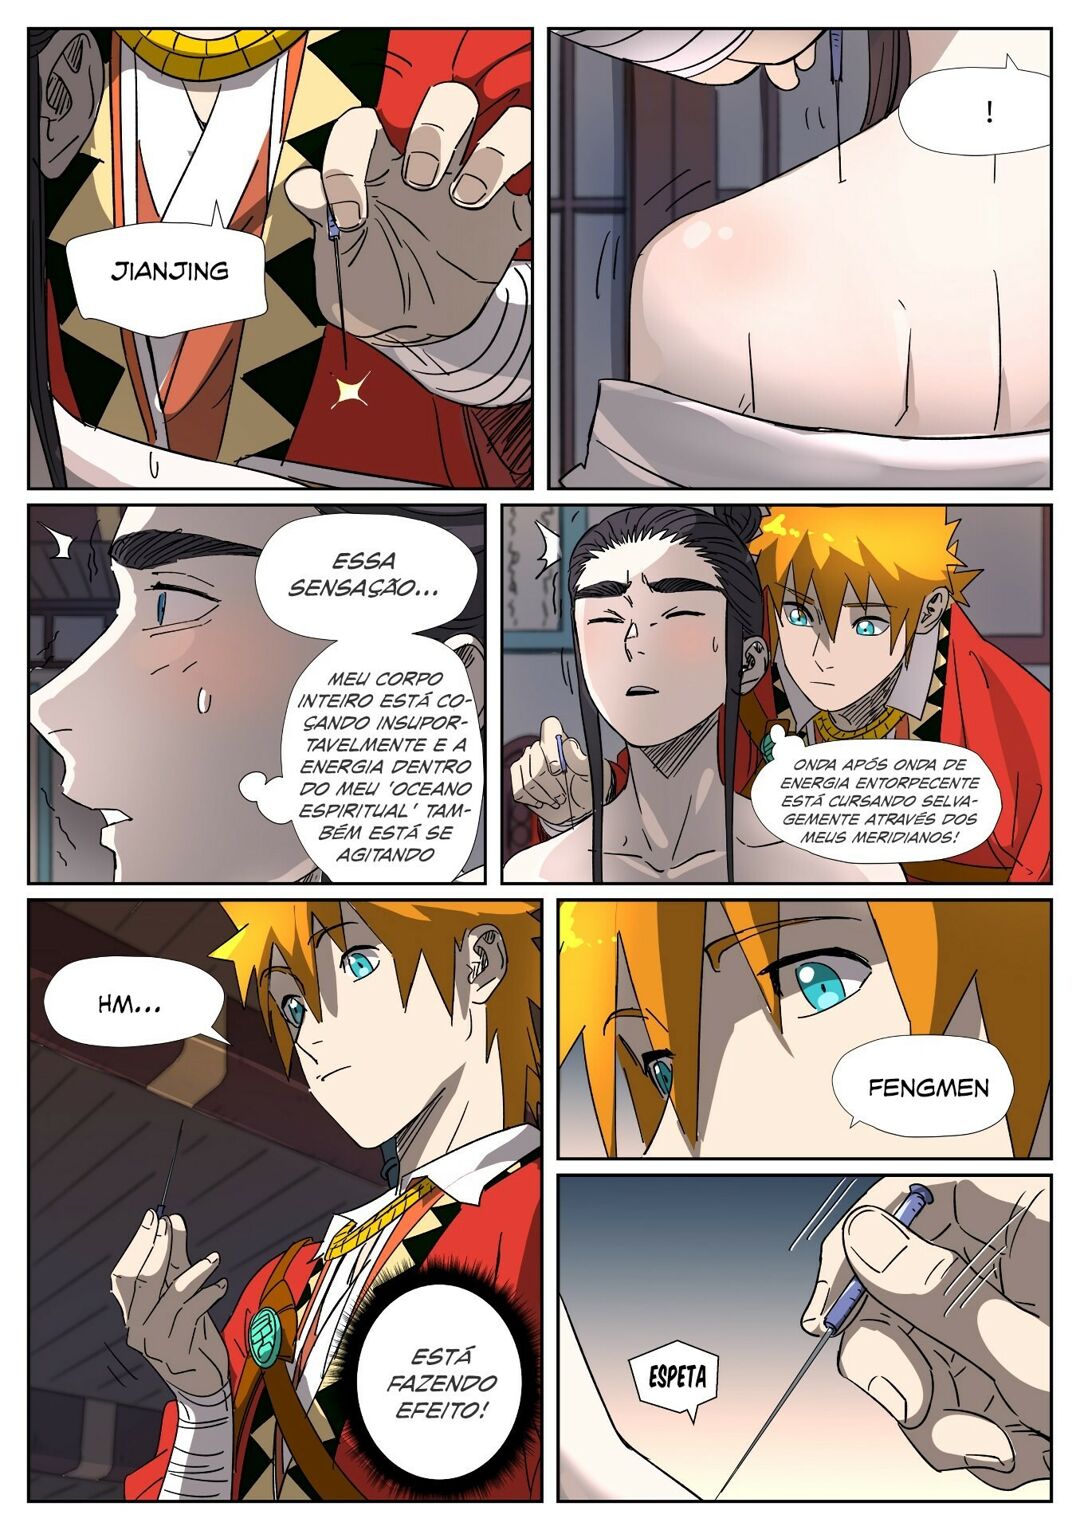 JIANJING
!
ESSA
SENSAÇÃO...
MEU CORPO
INTEIRO ESTÁ CO-
ÇANDO INSUPOR-
TAVELMENTE E A
ENERGIA DENTRO
DO MEU 'OCEANO
ESPIRITUAL' TAM-
BÉM ESTÁ SE
AGITANDO
ONDA APÓS ONDA DE
ENERGIA ENTORPECENTE
ESTÁ CURSANDO SELVA-
GEMENTE ATRAVÉS DOS
MEUS MERIDIANOS!
HM...
ESTÁ
FAZENDO
EFEITO!
FENGMEN
ESPETA